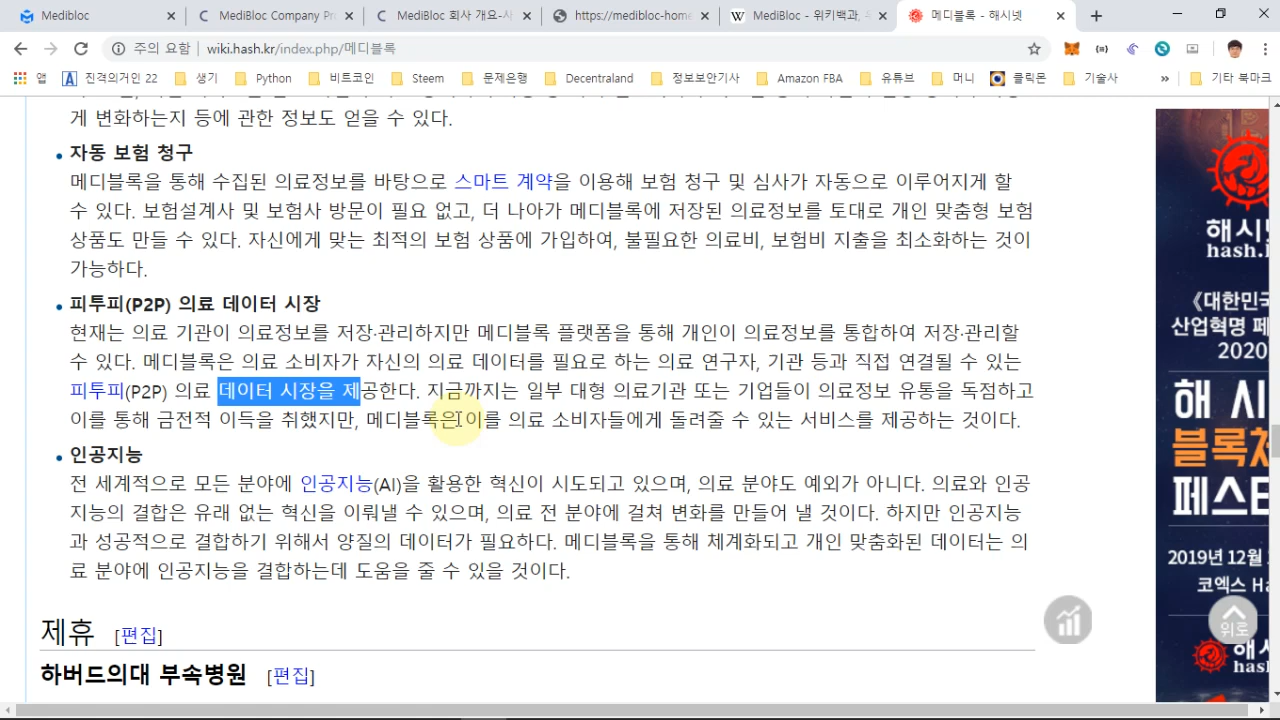 Medibloc
MediBloc Company Pr
MediBloc 회사 개요-시
https://medibloc-home
MediBloc - 위키백과,
메디블록 - 해시넷
주의 요함 | wiki.hash.kr/index.php/메디블록
앱
진격의거인 22
생기
Python
비트코인
Steem
문제은행
Decentraland
정보보안기사
Amazon FBA
유튜브
머니
클릭몬
기술사
»
기타 북마크
게 변화하는지 등에 관한 정보도 얻을 수 있다.
• 자동 보험 청구
메디블록을 통해 수집된 의료정보를 바탕으로 스마트 계약을 이용해 보험 청구 및 심사가 자동으로 이루어지게 할
수 있다. 보험설계사 및 보험사 방문이 필요 없고, 더 나아가 메디블록에 저장된 의료정보를 토대로 개인 맞춤형 보험
상품도 만들 수 있다. 자신에게 맞는 최적의 보험 상품에 가입하여, 불필요한 의료비, 보험비 지출을 최소화하는 것이
가능하다.
• 피투피(P2P) 의료 데이터 시장
현재는 의료 기관이 의료정보를 저장·관리하지만 메디블록 플랫폼을 통해 개인이 의료정보를 통합하여 저장·관리할
수 있다. 메디블록은 의료 소비자가 자신의 의료 데이터를 필요로 하는 의료 연구자, 기관 등과 직접 연결될 수 있는
피투피(P2P) 의료 데이터 시장을 제공한다. 지금까지는 일부 대형 의료기관 또는 기업들이 의료정보 유통을 독점하고
이를 통해 금전적 이득을 취했지만, 메디블록은 이를 의료 소비자들에게 돌려줄 수 있는 서비스를 제공하는 것이다.
• 인공지능
전 세계적으로 모든 분야에 인공지능(AI)을 활용한 혁신이 시도되고 있으며, 의료 분야도 예외가 아니다. 의료와 인공
지능의 결합은 유래 없는 혁신을 이뤄낼 수 있으며, 의료 전 분야에 걸쳐 변화를 만들어 낼 것이다. 하지만 인공지능
과 성공적으로 결합하기 위해서 양질의 데이터가 필요하다. 메디블록을 통해 체계화되고 개인 맞춤화된 데이터는 의
료 분야에 인공지능을 결합하는데 도움을 줄 수 있을 것이다.
제휴 [편집]
하버드의대 부속병원 [편집]
해시
hash.
《대한민국
산업혁명 페
2020
해 시
블록처
페스트
2019년 12월
코엑스 Ha
위로
해시
hash